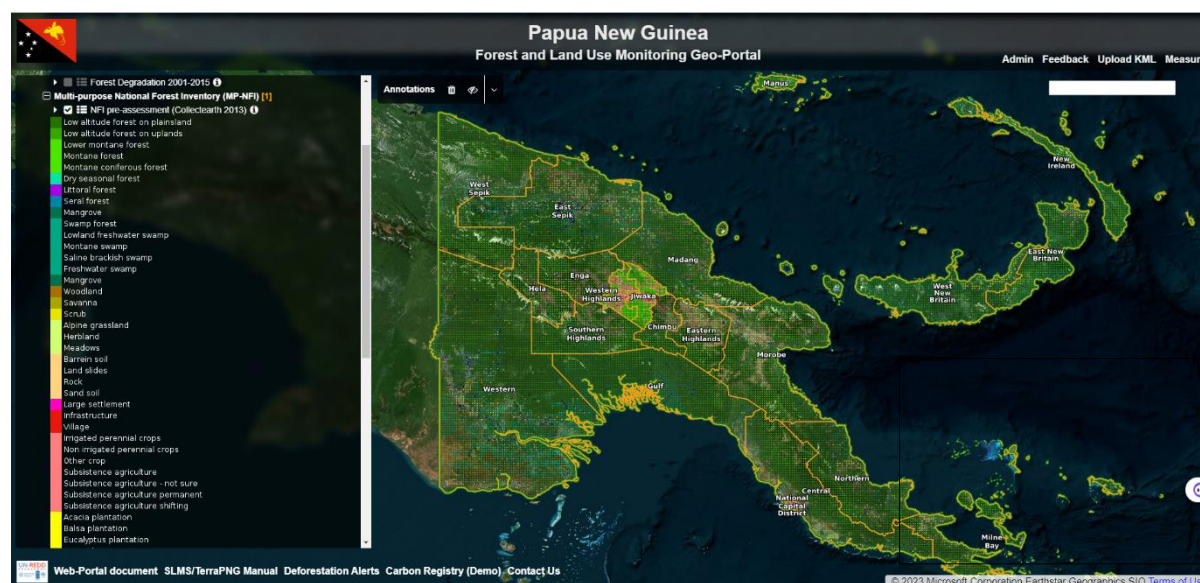 Papua New Guinea
Forest and Land Use Monitoring Geo-Portal
Admin Feedback Upload KML Measur
Forest Degradation 2001-2015
Multi-purpose National Forest Inventory (MP-NFI) [1]
NFI pre-assessment (Collectearth 2013)
Low altitude forest on plainsland
Low altitude forest on uplands
Lower montane forest
Montane forest
Montane coniferous forest
Dry seasonal forest
Littoral forest
Seral forest
Mangrove
Swamp forest
Lowland freshwater swamp
Montane swamp
Saline brackish swamp
Freshwater swamp
Mangrove
Woodland
Savanna
Scrub
Alpine grassland
Herbland
Meadows
Barrein soil
Land slides
Rock
Sand soil
Large settlement
Infrastructure
Village
Irrigated perennial crops
Non irrigated perennial crops
Other crop
Subsistence agriculture
Subsistence agriculture - not sure
Subsistence agriculture permanent
Subsistence agriculture shifting
Acacia plantation
Balsa plantation
Eucalyptus plantation
Annotations
Manus
New
Ireland
West
Sepik
East
Sepik
Madang
East New
Britain
West
New
Britain
Enga
Hela
Western
Highlands
Jiwaka
Southern
Highlands
Chimbu
Eastern
Highlands
Morobe
Western
Gulf
Northern
Central
National
Capital
District
Milne
Bay
UN-REDD
Web-Portal document SLMS/TerraPNG Manual Deforestation Alerts Carbon Registry (Demo) Contact Us
© 2023 Microsoft Corporation Earthstar Geographics SIO Terms of U